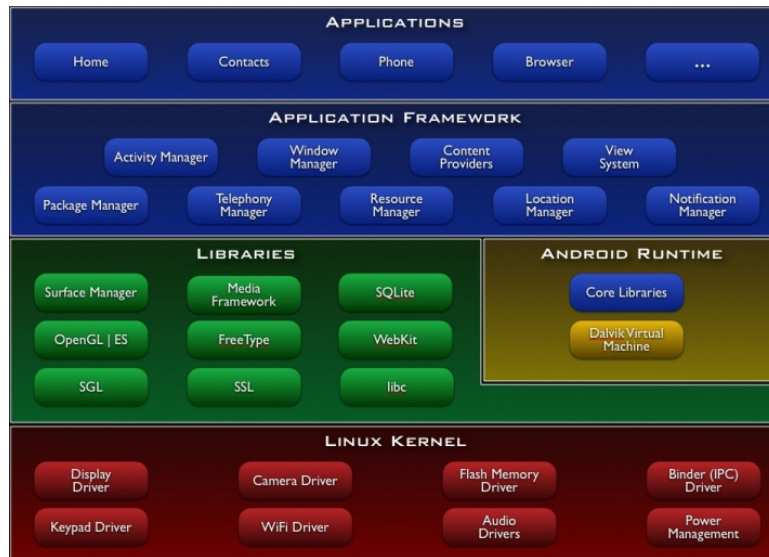 APPLICATIONS
Home
Contacts
Phone
Browser
...
APPLICATION FRAMEWORK
Activity Manager
Window
Manager
Content
Providers
View
System
Package Manager
Telephony
Manager
Resource
Manager
Location
Manager
Notification
Manager
LIBRARIES
Surface Manager
Media
Framework
SQLite
OpenGL | ES
FreeType
WebKit
SGL
SSL
libc
ANDROID RUNTIME
Core Libraries
Dalvik Virtual
Machine
LINUX KERNEL
Display
Driver
Camera Driver
Flash Memory
Driver
Binder (IPC)
Driver
Keypad Driver
WiFi Driver
Audio
Drivers
Power
Management